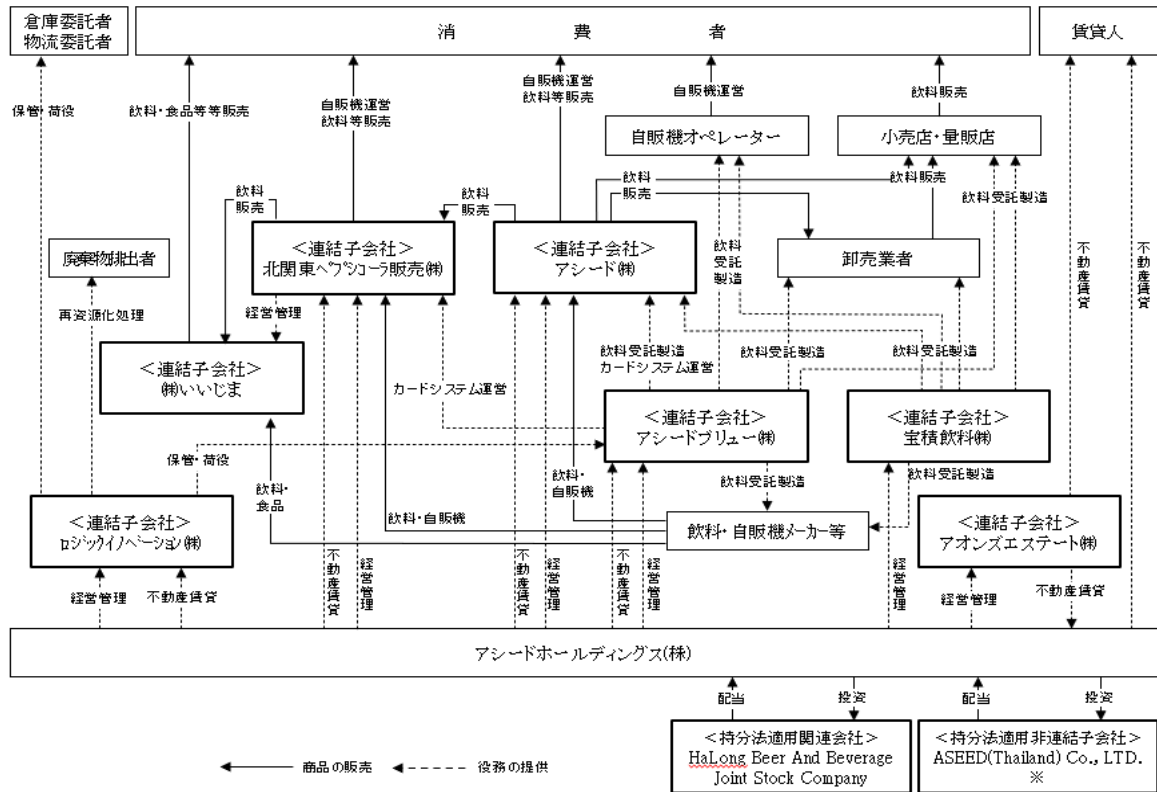 倉庫委託者
物流委託者
消費者
賃貸人
保管・荷役
飲料・食品等等販売
自販機運営
飲料等販売
自販機運営
飲料等販売
自販機運営
飲料販売
自販機オペレーター
小売店・量販店
飲料
販売
飲料
販売
飲料
販売
飲料販売
飲料受託製造
廃棄物排出者
<連結子会社>
北関東ペプシコーラ販売㈱
<連結子会社>
アシード㈱
飲料
受託製造
卸売業者
不動産賃貸
不動産賃貸
再資源化処理
経営管理
<連結子会社>
㈱いいじま
カードシステム運営
飲料受託製造
カードシステム運営
飲料受託製造
飲料受託製造
<連結子会社>
アシードブリュー㈱
<連結子会社>
宝積飲料㈱
保管・荷役
飲料・
食品
飲料・自販機
飲料・
自販機
飲料受託製造
飲料受託製造
<連結子会社>
ロジックイノベーション㈱
飲料・自販機メーカー等
<連結子会社>
アオンズエステート㈱
経営管理
不動産賃貸
不動産賃貸
経営管理
不動産賃貸
経営管理
不動産賃貸
経営管理
経営管理
経営管理
不動産賃貸
アシードホールディングス(株)
配当
投資
配当
投資
<持分法適用関連会社>
HaLong Beer And Beverage
Joint Stock Company
<持分法適用非連結子会社>
ASEED(Thailand) Co., LTD.
※
商品の販売
役務の提供